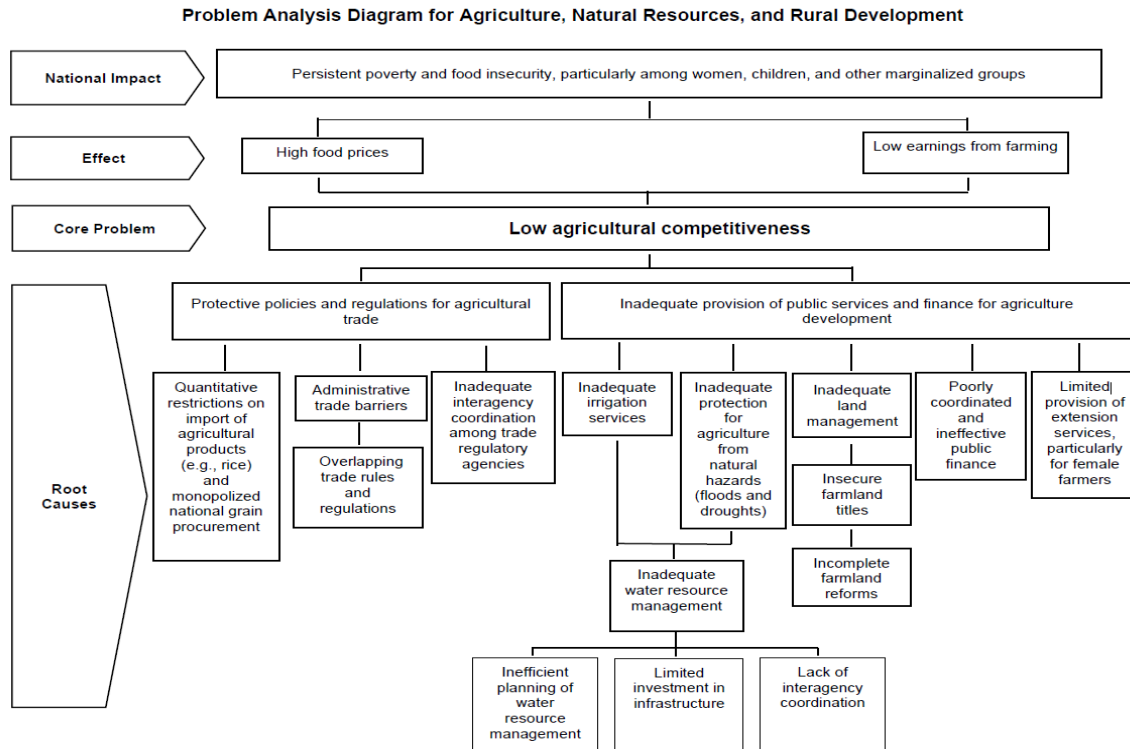 Problem Analysis Diagram for Agriculture, Natural Resources, and Rural Development
National Impact
Persistent poverty and food insecurity, particularly among women, children, and other marginalized groups
Effect
High food prices
Low earnings from farming
Core Problem
Low agricultural competitiveness
Root
Causes
Protective policies and regulations for agricultural
trade
Inadequate provision of public services and finance for agriculture
development
Quantitative
restrictions on
import of
agricultural
products
(e.g., rice) and
monopolized
national grain
procurement
Administrative
trade barriers
Overlapping
trade rules
and
regulations
Inadequate
interagency
coordination
among trade
regulatory
agencies
Inadequate
irrigation
services
Inadequate
protection
for
agriculture
from
natural
hazards
(floods and
droughts)
Inadequate
land
management
Insecure
farmland
titles
Incomplete
farmland
reforms
Poorly
coordinated
and
ineffective
public
finance
Limited|
provision of
extension
services,
particularly
for female
farmers
Inadequate
water resource
management
Inefficient
planning of
water
resource
management
Limited
investment in
infrastructure
Lack of
interagency
coordination